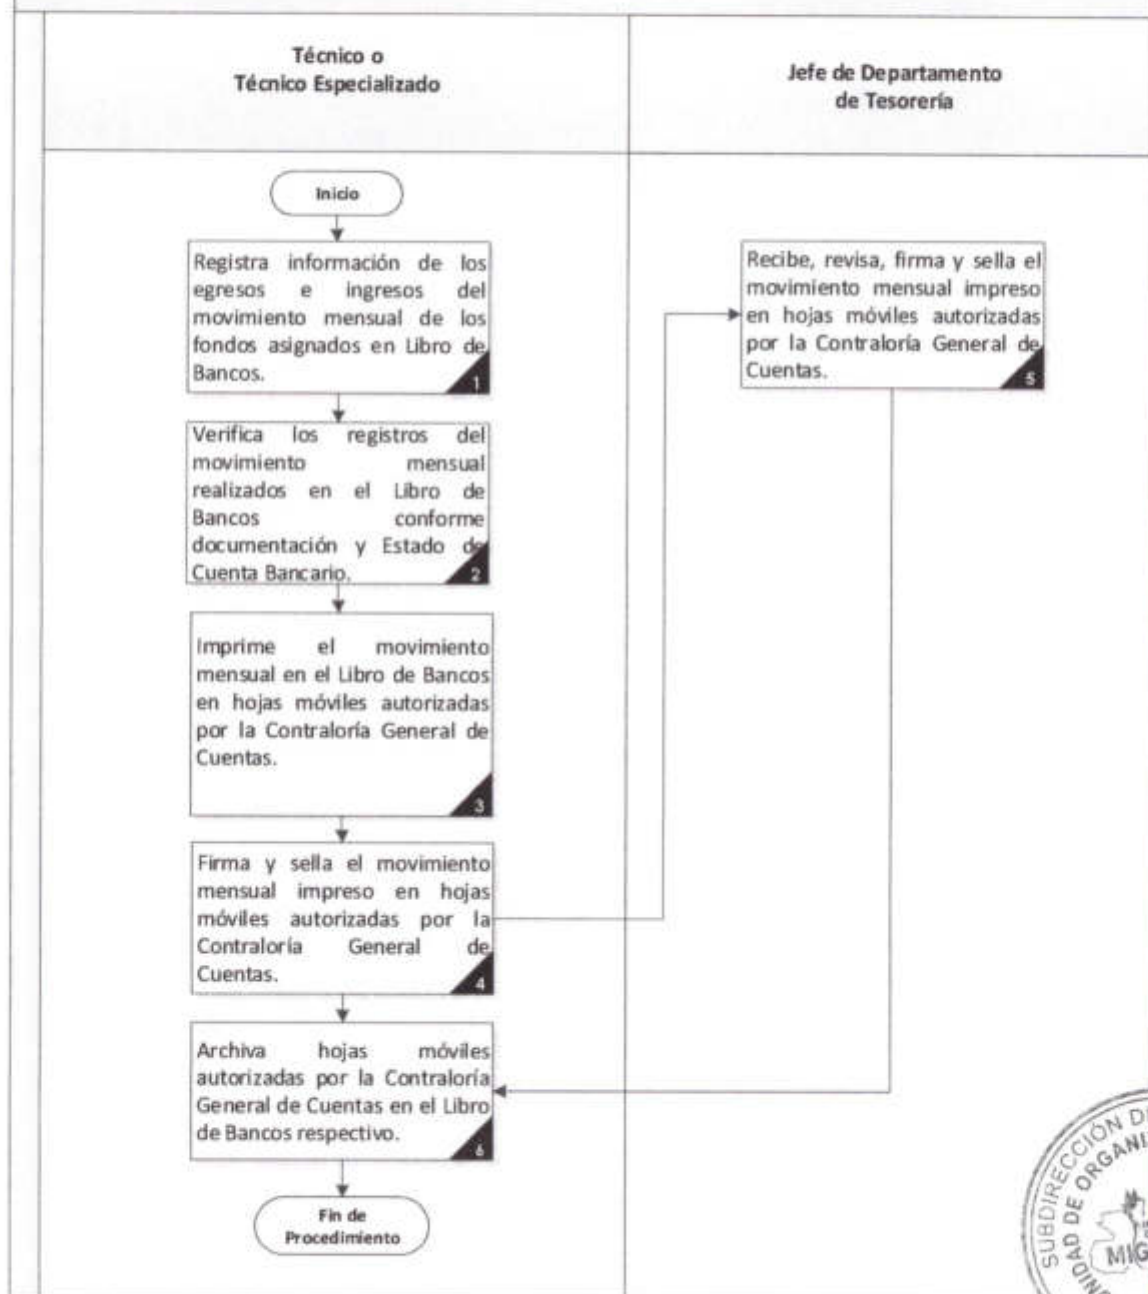 Técnico o
Técnico Especializado
Jefe de Departamento
de Tesorería
Inicio
Registra información de los
egresos e ingresos del
movimiento mensual de los
fondos asignados en Libro de
Bancos.
1
Verifica los registros del
movimiento mensual
realizados en el Libro de
Bancos conforme
documentación y Estado de
Cuenta Bancario.
2
Imprime el movimiento
mensual en el Libro de Bancos
en hojas móviles autorizadas
por la Contraloría General de
Cuentas.
3
Firma y sella el movimiento
mensual impreso en hojas
móviles autorizadas por la
Contraloría General de
Cuentas.
4
Recibe, revisa, firma y sella el
movimiento mensual impreso
en hojas móviles autorizadas
por la Contraloría General de
Cuentas.
5
Archiva hojas móviles
autorizadas por la Contraloría
General de Cuentas en el Libro
de Bancos respectivo.
6
Fin de
Procedimiento
SUBDIRECCIÓN DE
DE
MIG